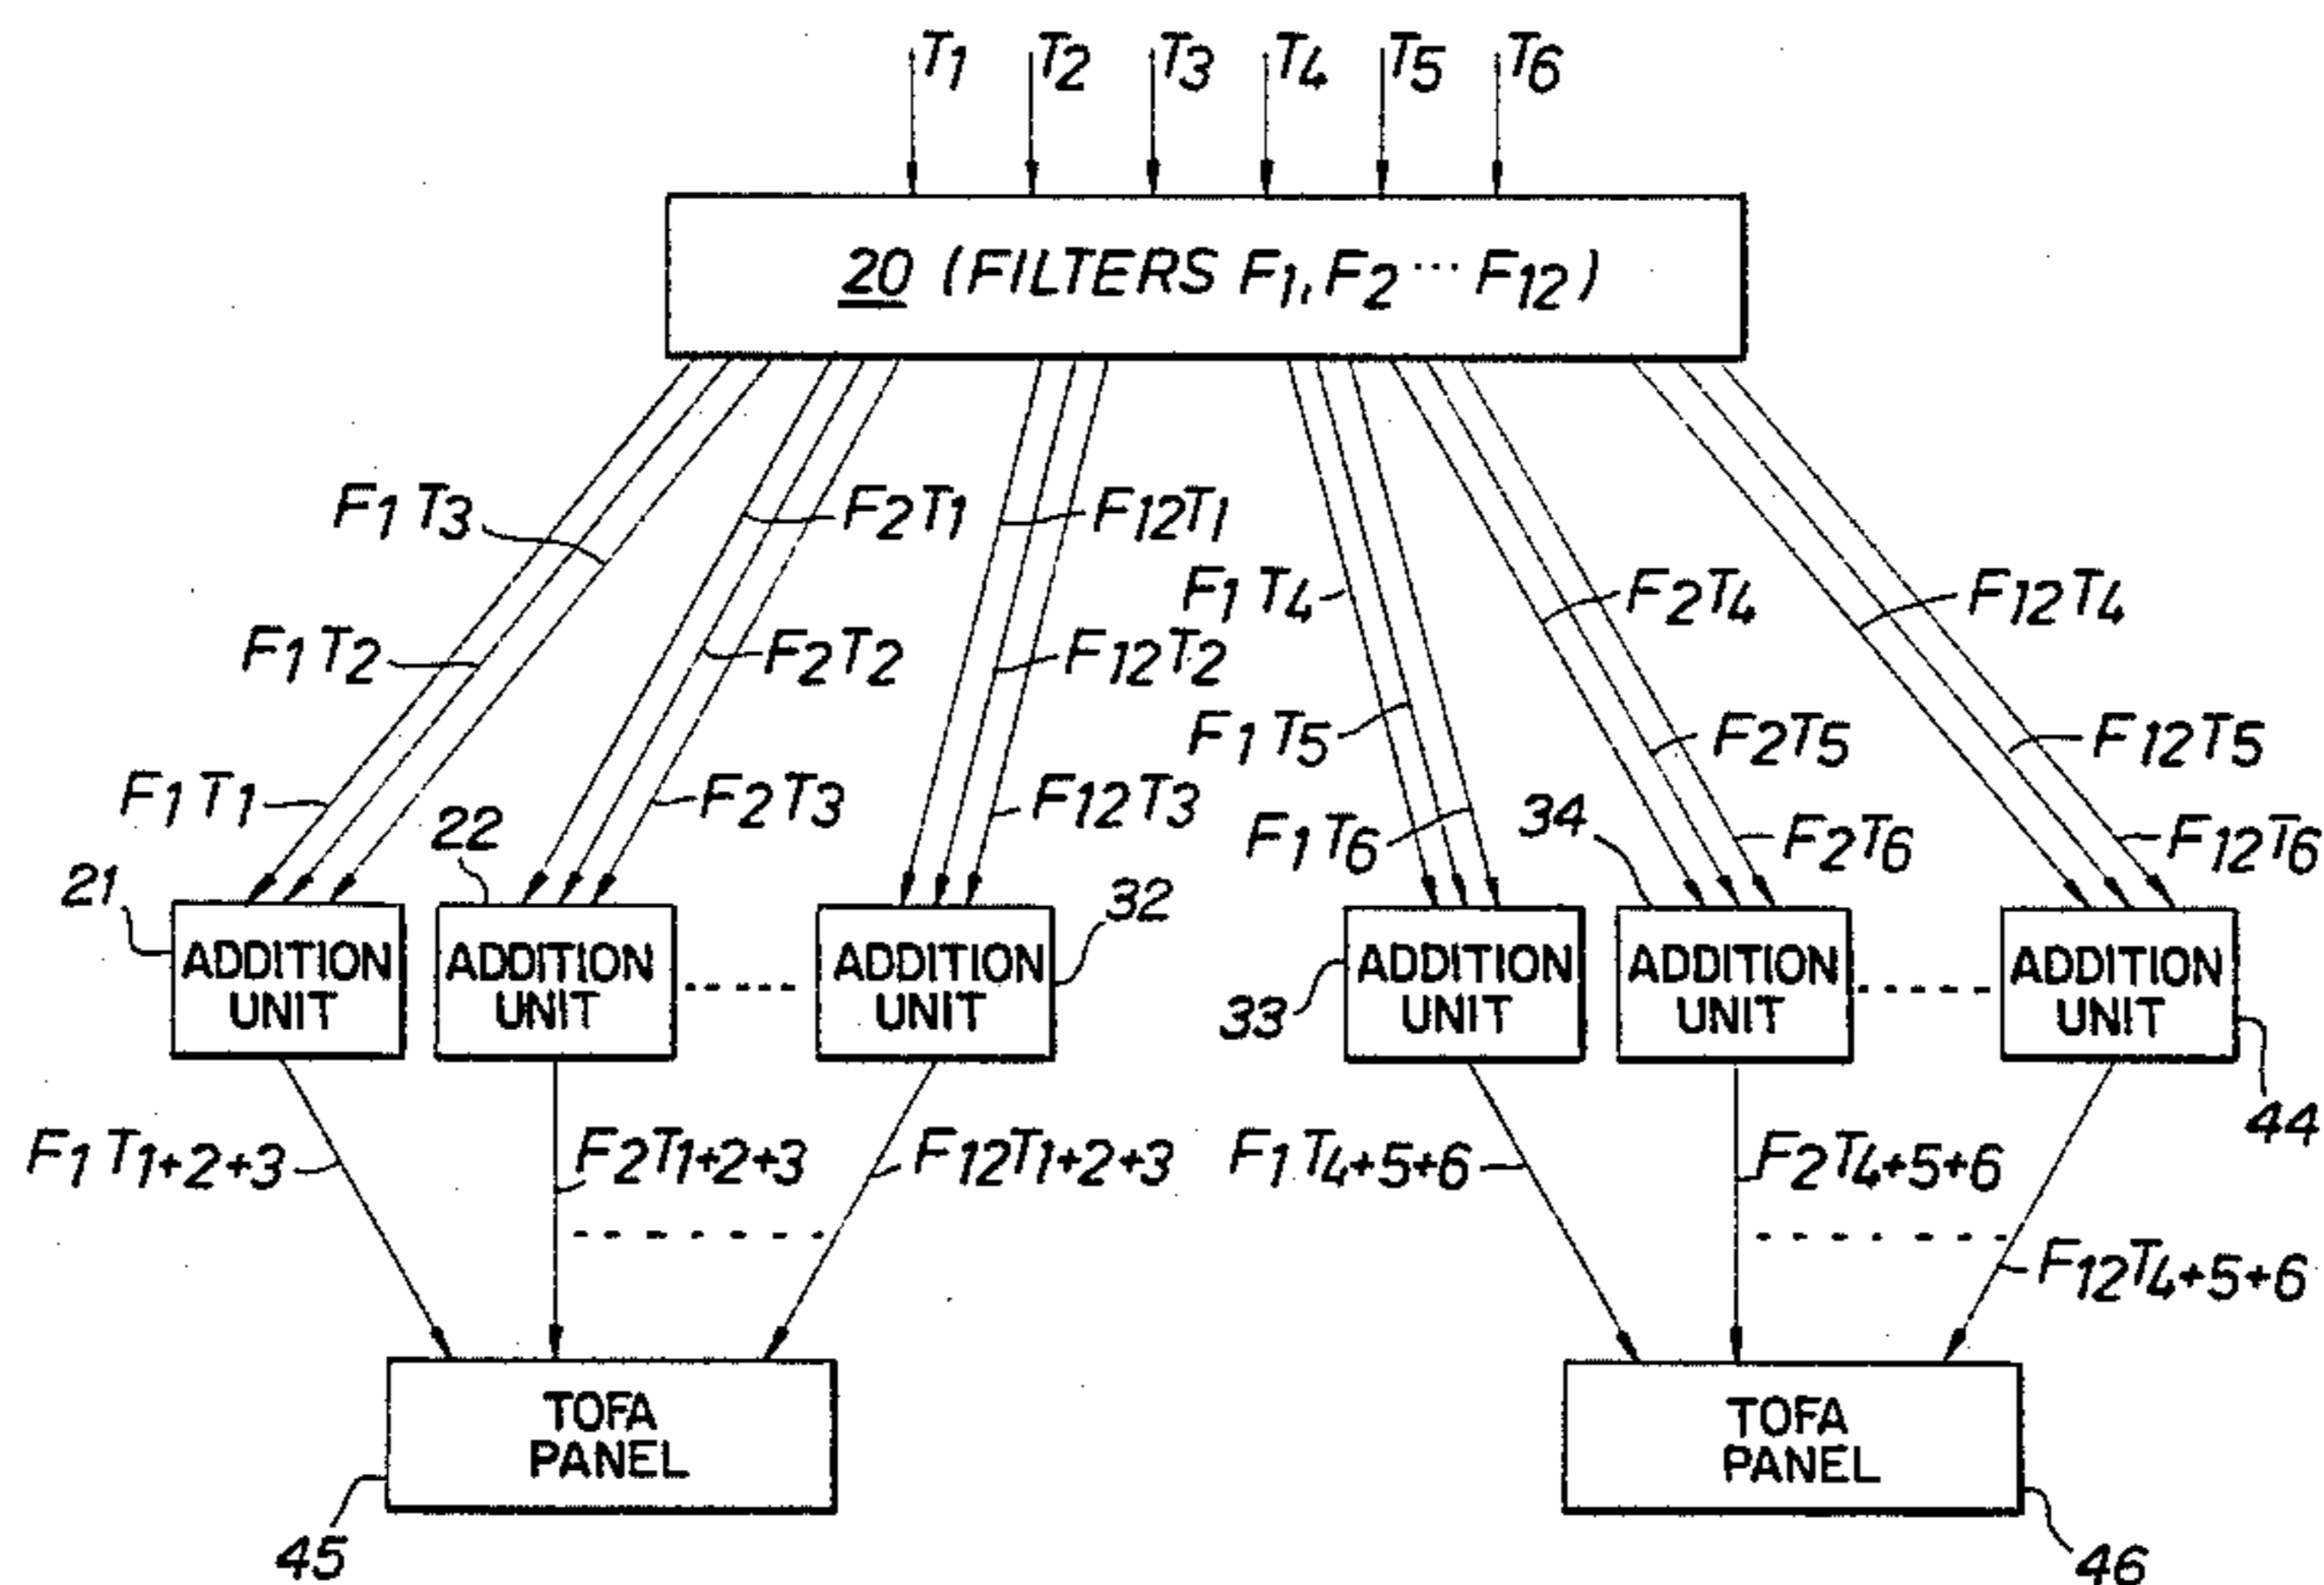 T1 T2 T3 T4 T5 T6
20 (FILTERS F1, F2 ... F12)
F1T3
F2T1
F12T1
F1T4
F2T4
F12T4
F1T2
F2T2
F12T2
F1T5
F2T5
F12T5
F1T1
F2T3
F12T3
F1T6
F2T6
F12T6
21
22
32
33
34
44
ADDITION
UNIT
ADDITION
UNIT
ADDITION
UNIT
ADDITION
UNIT
ADDITION
UNIT
ADDITION
UNIT
F1T1+2+3
F2T1+2+3
F12T1+2+3
F1T4+5+6
F2T4+5+6
F12T4+5+6
TOFA
PANEL
TOFA
PANEL
45
46